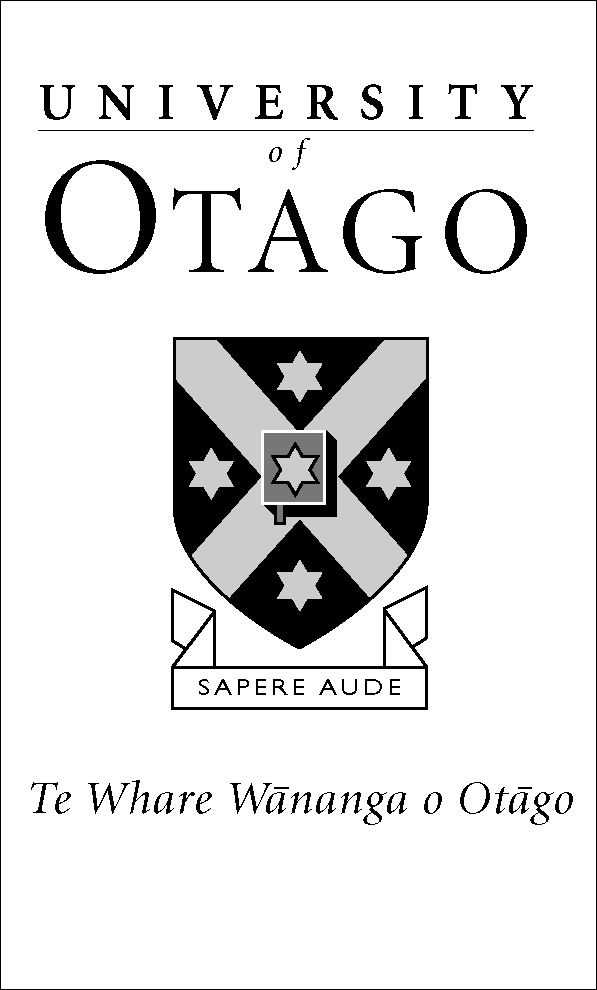 UNIVERSITY
of
OTAGO
SAPERE AUDE
Te Whare Wānanga o Otāgo